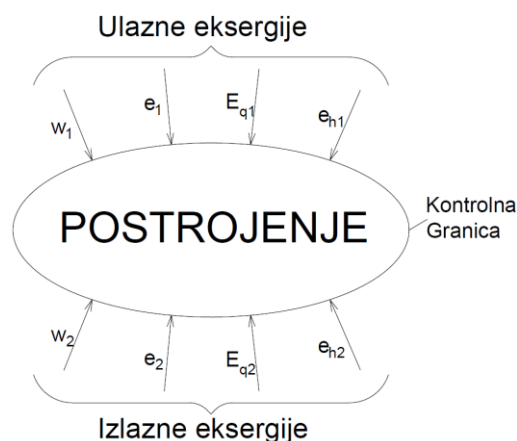 Ulazne eksergije
w1
e1
Eq1
eh1
POSTROJENJE
Kontrolna
Granica
w2
e2
Eq2
eh2
Izlazne eksergije